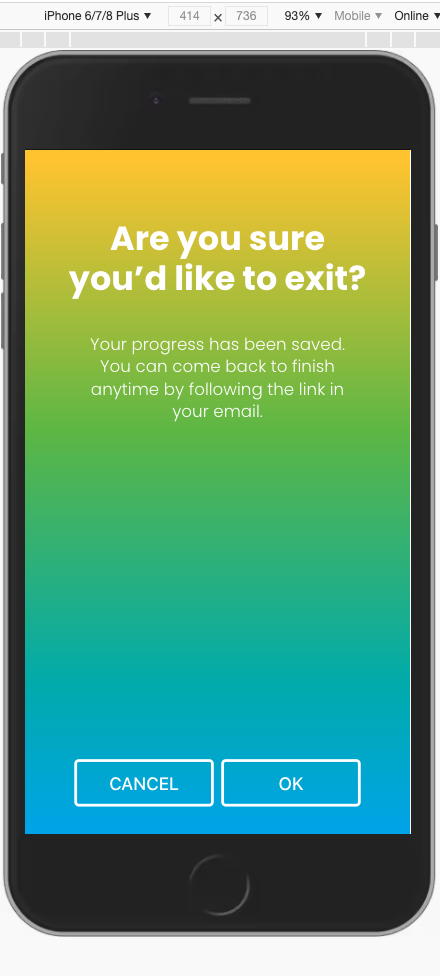 iPhone 6/7/8 Plus ▼ 414 × 736 93% ▼ Mobile ▼ Online ▼
Are you sure
you’d like to exit?
Your progress has been saved.
You can come back to finish
anytime by following the link in
your email.
CANCEL OK